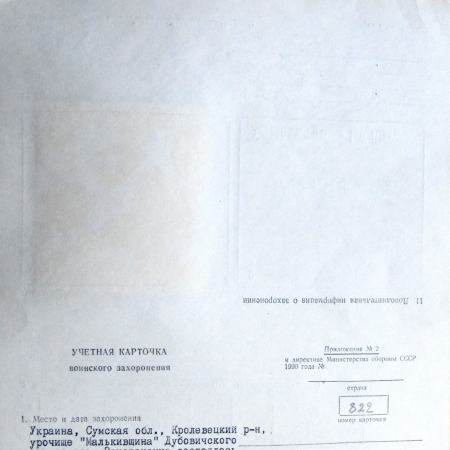 11. Дополнительная информация о захоронении
УЧЕТНАЯ КАРТОЧКА
воинского захоронения
Приложение № 2
к директиве Министерства обороны СССР
1990 года №
страна
822
номер карточки
1. Место и дата захоронения
Украина, Сумская обл., Кролевецкий р-н,
урочище "Малькивщина" Дубовичского